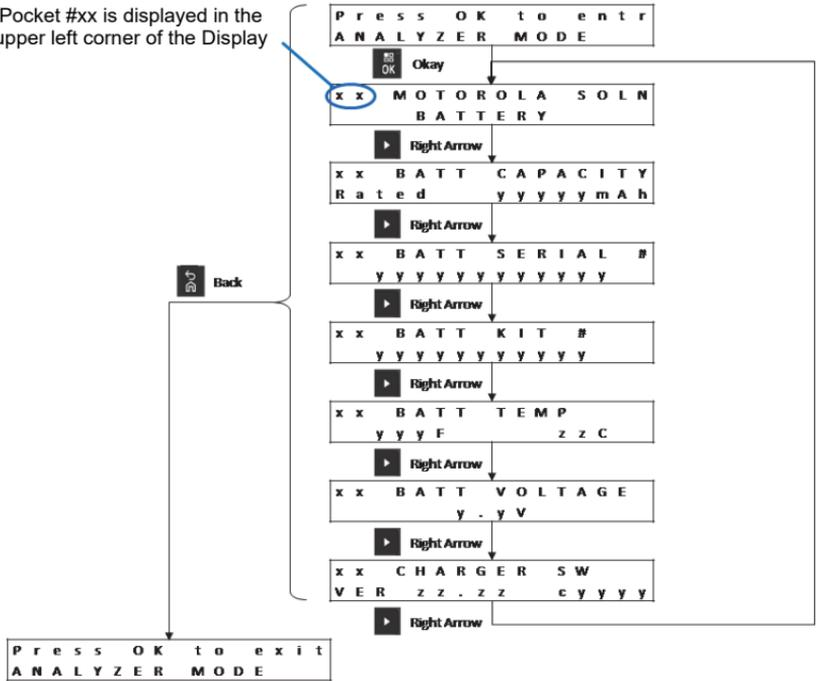 Pocket #xx is displayed in the
upper left corner of the Display
Press OK to entr
ANALYZER MODE
OK Okay
xx MOTOROLA SOLN
BATTERY
Right Arrow
xx BATT CAPACITY
Rated yyyyymAh
Right Arrow
xx BATT SERIAL #
yyyyyyyyyyyy
Right Arrow
xx BATT KIT #
yyyyyyyyyyy
Back
Right Arrow
xx BATT TEMP
yyyF zzC
Right Arrow
xx BATT VOLTAGE
y.yV
Right Arrow
xx CHARGER SW
VER zz.zz cyyyy
Right Arrow
Press OK to exit
ANALYZER MODE